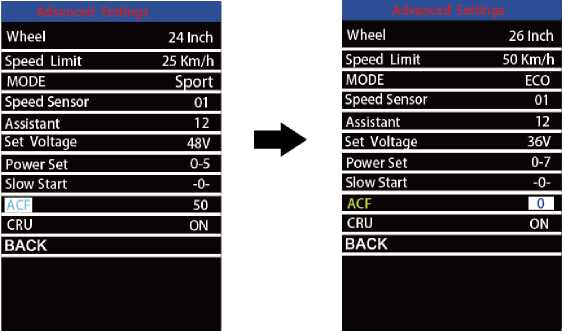 Advanced Settings
Wheel 24 Inch
Speed Limit 25 Km/h
MODE Sport
Speed Sensor 01
Assistant 12
Set Voltage 48V
Power Set 0-5
Slow Start -0-
ACF 50
CRU ON
BACK
Advanced Settings
Wheel 26 Inch
Speed Limit 50 Km/h
MODE ECO
Speed Sensor 01
Assistant 12
Set Voltage 36V
Power Set 0-7
Slow Start -0-
ACF 0
CRU ON
BACK